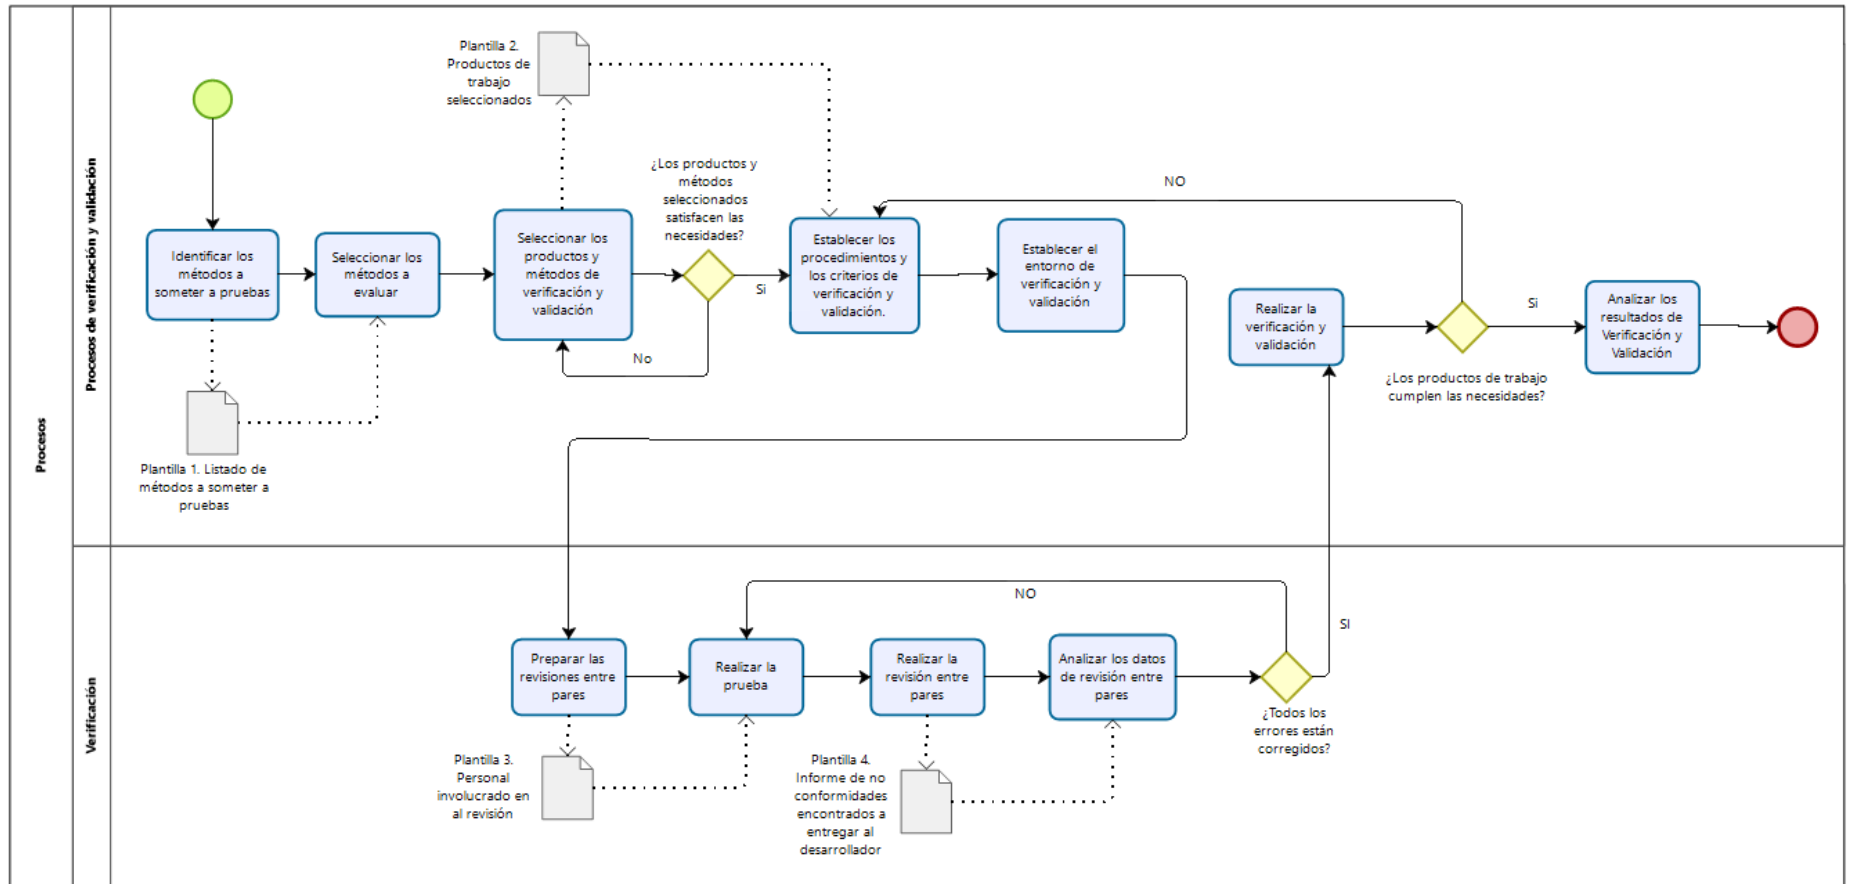 Procesos
Procesos de verificación y validación
Plantilla 2.
Productos de
trabajo
seleccionados
¿Los productos y
métodos
seleccionados
satisfacen las
necesidades?
NO
Identificar los
métodos a
someter a pruebas
Seleccionar los
métodos a
evaluar
Seleccionar los
productos y
métodos de
verificación y
validación
Si
No
Establecer los
procedimientos y
los criterios de
verificación y
validación.
Establecer el
entorno de
verificación y
validación
Realizar la
verificación y
validación
Si
¿Los productos de trabajo
cumplen las necesidades?
Analizar los
resultados de
Verificación y
Validación
Plantilla 1. Listado de
métodos a someter a
pruebas
Verificación
NO
SI
Preparar las
revisiones entre
pares
Realizar la
prueba
Realizar la
revisión entre
pares
Analizar los datos
de revisión entre
pares
¿Todos los
errores están
corregidos?
Plantilla 3.
Personal
involucrado en
al revisión
Plantilla 4.
Informe de no
conformidades
encontrados a
entregar al
desarrollador